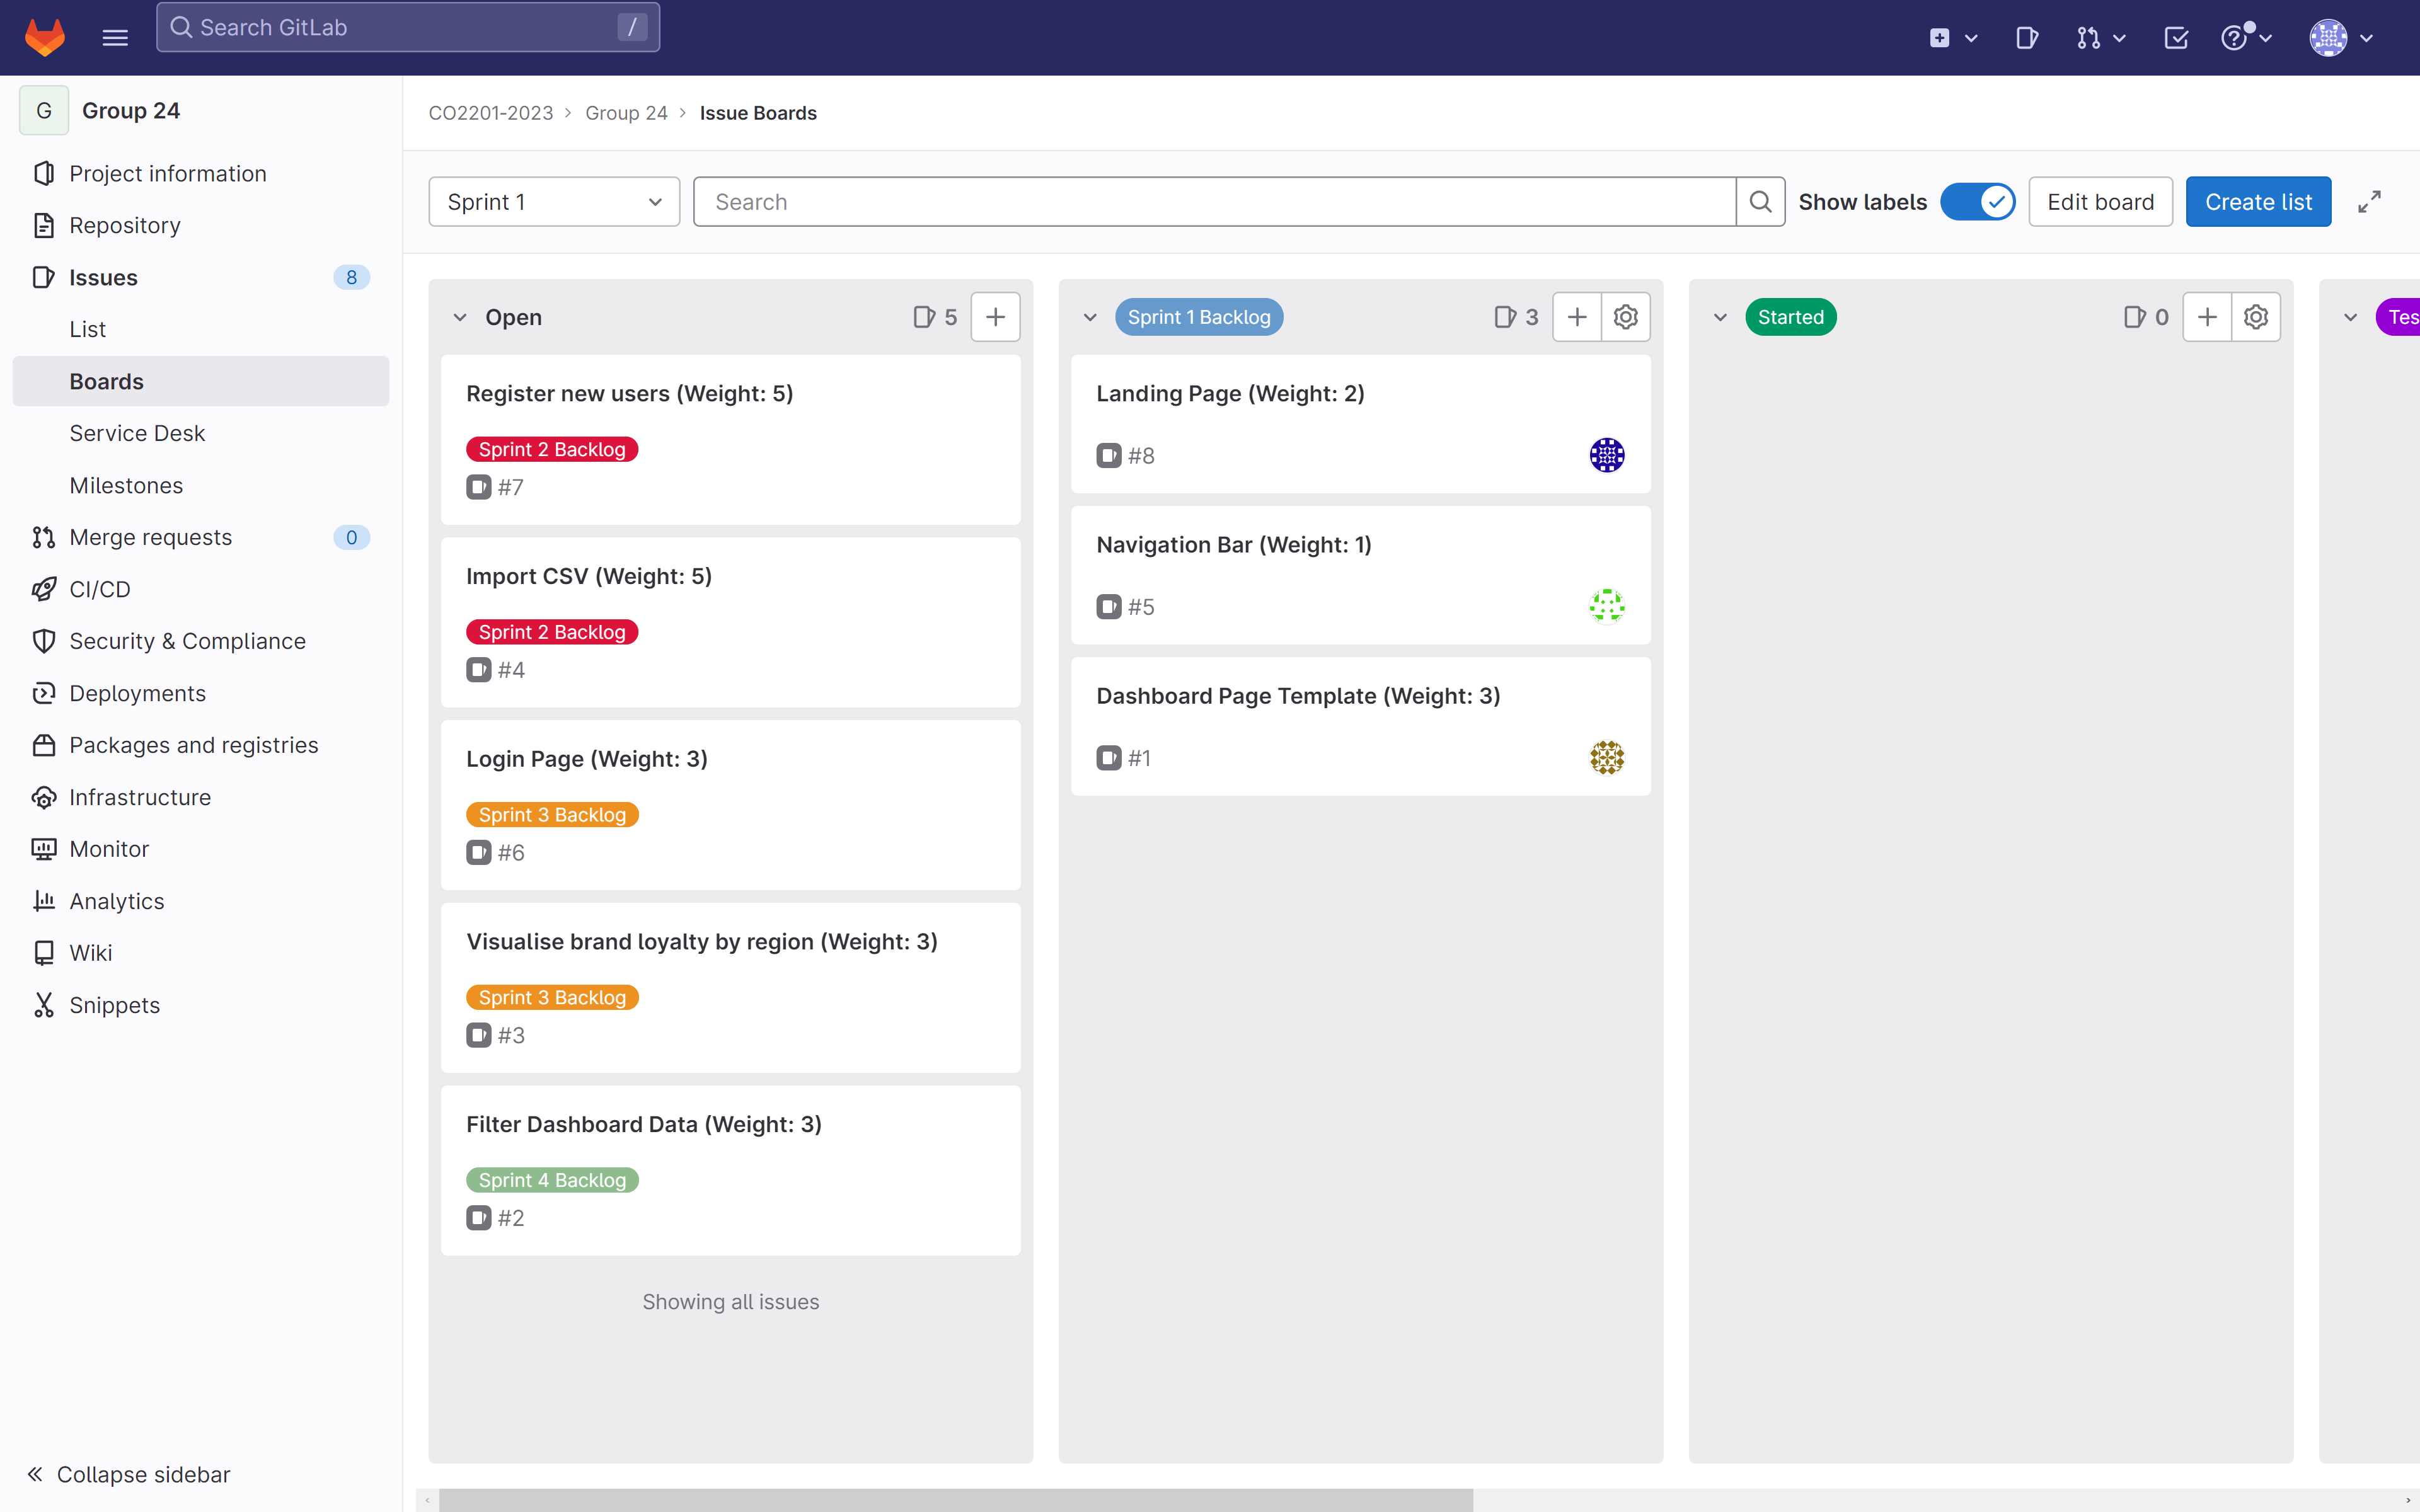 Search GitLab
/
G
Group 24
Project information
Repository
Issues
8
List
Boards
Service Desk
Milestones
Merge requests
0
CI/CD
Security & Compliance
Deployments
Packages and registries
Infrastructure
Monitor
Analytics
Wiki
Snippets
Collapse sidebar
CO2201-2023 > Group 24 > Issue Boards
Sprint 1
Search
Show labels
Edit board
Create list
Open
5
Register new users (Weight: 5)
Sprint 2 Backlog
#7
Import CSV (Weight: 5)
Sprint 2 Backlog
#4
Login Page (Weight: 3)
Sprint 3 Backlog
#6
Visualise brand loyalty by region (Weight: 3)
Sprint 3 Backlog
#3
Filter Dashboard Data (Weight: 3)
Sprint 4 Backlog
#2
Showing all issues
Sprint 1 Backlog
3
Landing Page (Weight: 2)
#8
Navigation Bar (Weight: 1)
#5
Dashboard Page Template (Weight: 3)
#1
Started
0
Tes